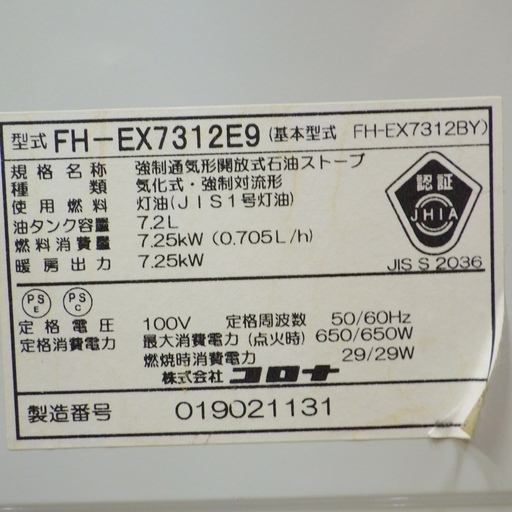 型式 FH-EX7312E9 (基本型式 FH-EX7312BY)
規格名称 強制通気形開放式石油ストーブ
種類 気化式・強制対流形
使用燃料 灯油(JIS1号灯油)
油タンク容量 7.2L
燃料消費量 7.25kW (0.705L/h)
暖房出力 7.25kW
認証
JHIA
JIS S 2036
PS E PS C
定格電圧 100V 定格周波数 50/60Hz
定格消費電力 最大消費電力 (点火時) 650/650W
燃焼時消費電力 29/29W
株式会社 コロナ
製造番号 019021131